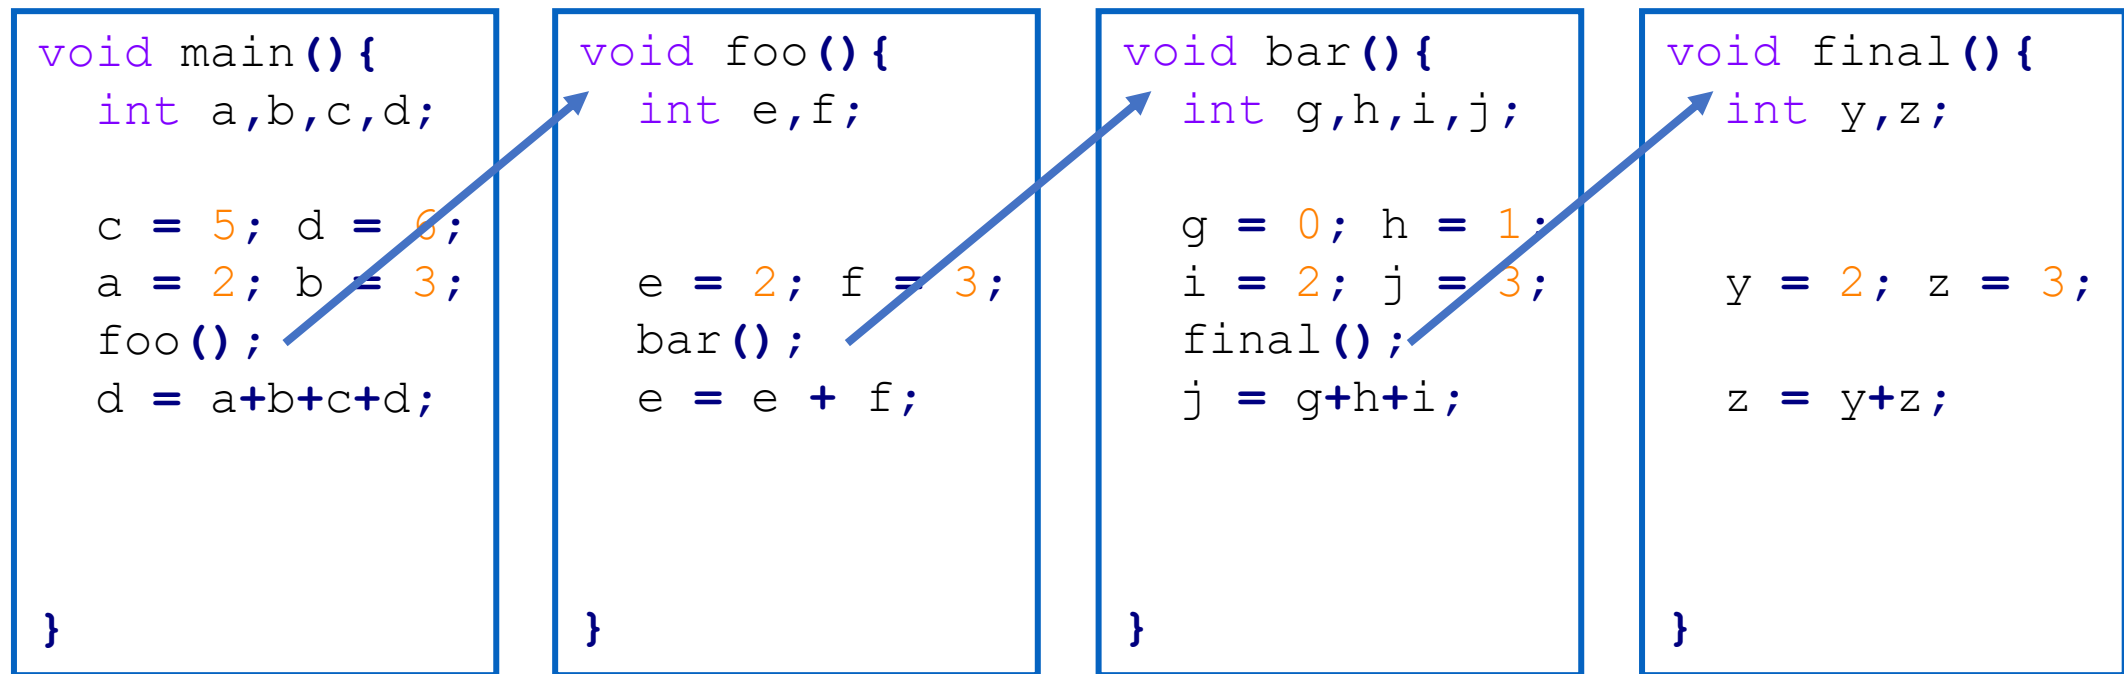 void main(){
int a,b,c,d;
c = 5; d = 6;
a = 2; b = 3;
foo();
d = a+b+c+d;
}
void foo(){
int e,f;
e = 2; f = 3;
bar();
e = e + f;
}
void bar(){
int g,h,i,j;
g = 0; h = 1;
i = 2; j = 3;
final();
j = g+h+i;
}
void final(){
int y,z;
y = 2; z = 3;
z = y+z;
}